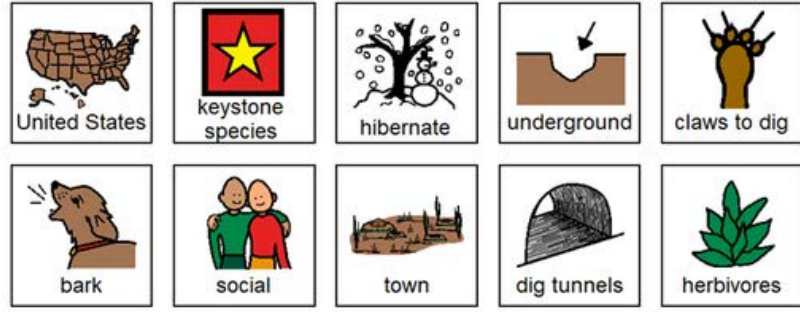 United States
keystone
species
hibernate
underground
claws to dig
bark
social
town
dig tunnels
herbivores